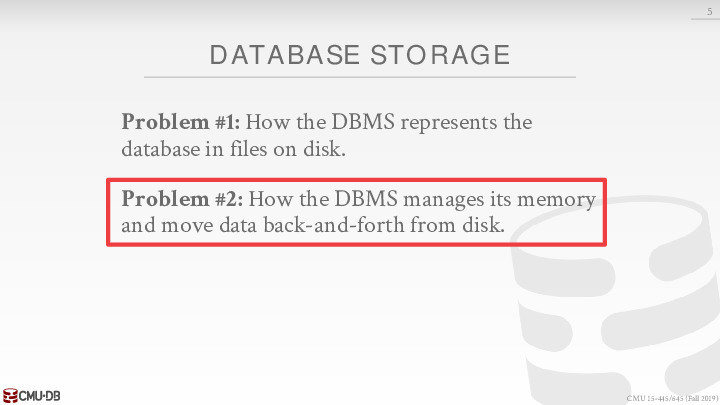 5
DATABASE STORAGE
Problem #1: How the DBMS represents the
database in files on disk.
Problem #2: How the DBMS manages its memory
and move data back-and-forth from disk.
CMU·DB
CMU 15-445/645 (Fall 2019)